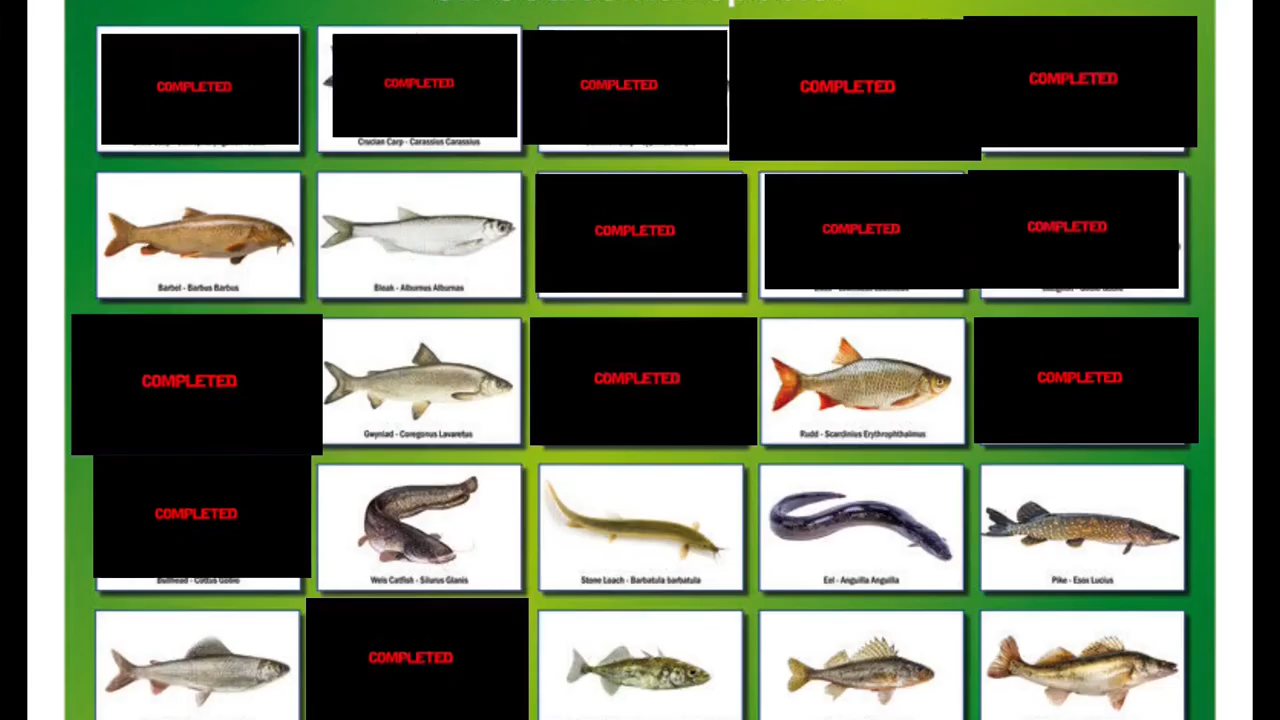 COMPLETED
COMPLETED
COMPLETED
COMPLETED
COMPLETED
Crucian Carp - Carassius Carassius
COMPLETED
COMPLETED
COMPLETED
Barbel - Barbus Barbus
Bleak - Alburnus Alburnas
COMPLETED
COMPLETED
COMPLETED
Gwyniad - Coregonus Lavaretus
Rudd - Scardinius Erythrophthalmus
COMPLETED
Bullhead - Cottus Gobio
Wels Catfish - Silurus Glanis
Stone Loach - Barbatula barbatula
Eel - Anguilla Anguilla
Pike - Esox Lucius
COMPLETED